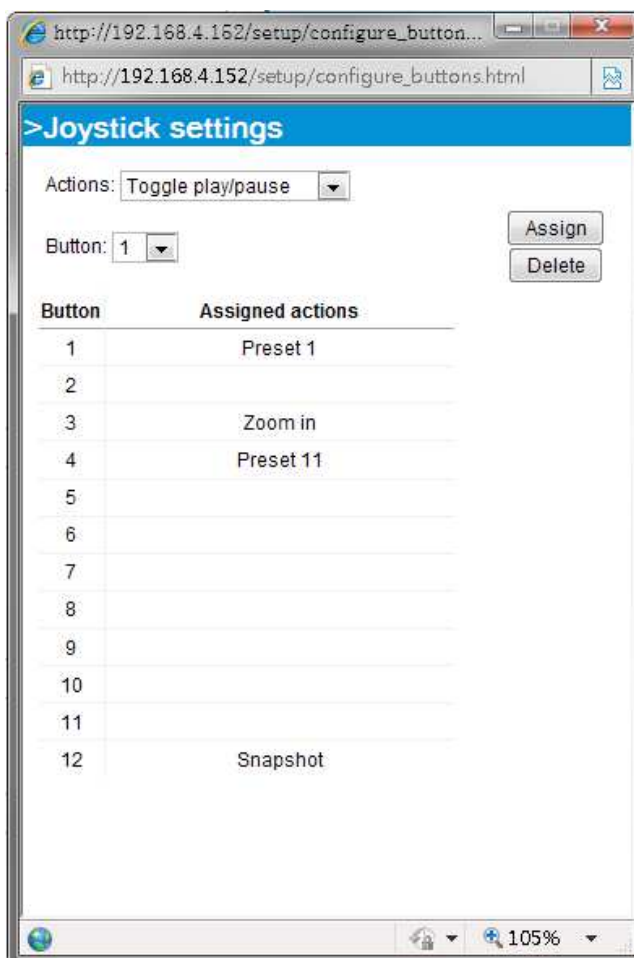 http://192.168.4.152/setup/configure_button...
http://192.168.4.152/setup/configure_buttons.html
>Joystick settings
Actions: Toggle play/pause
Assign
Button: 1
Delete
Button Assigned actions
1 Preset 1
2
3 Zoom in
4 Preset 11
5
6
7
8
9
10
11
12 Snapshot
105%